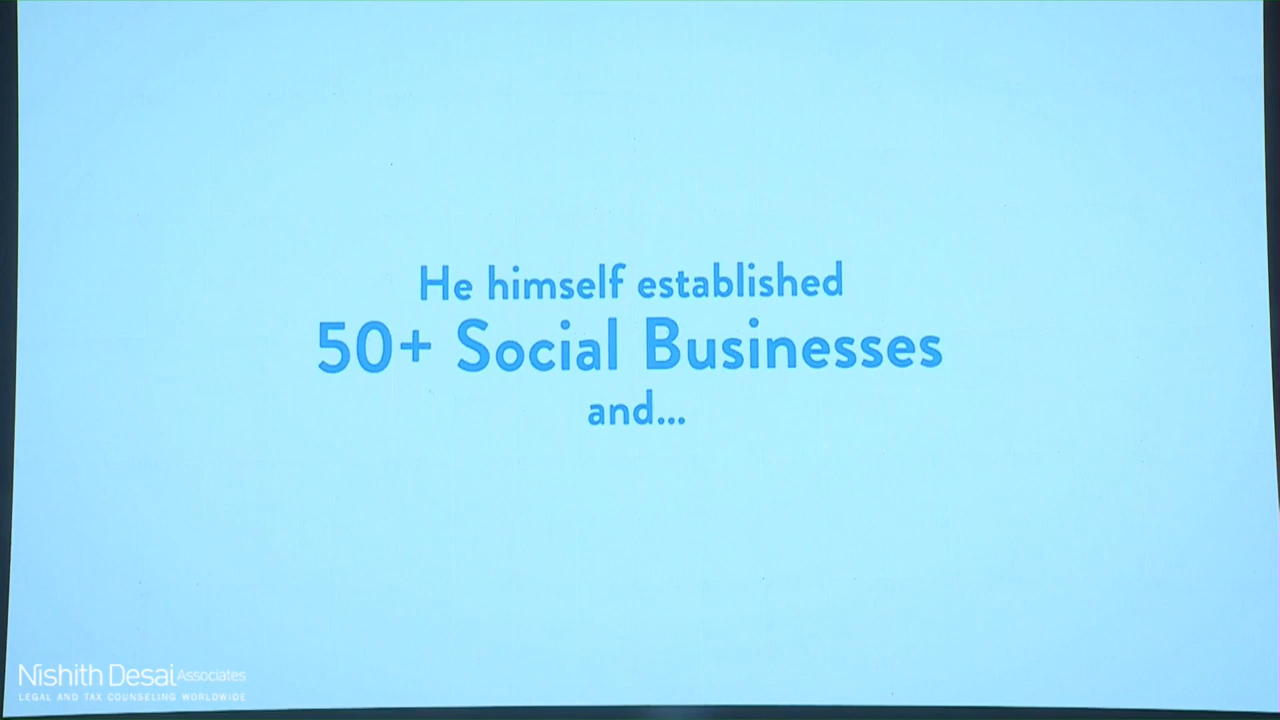 He himself established
50+ Social Businesses
and...
Nishith Desai Associates
LEGAL AND TAX COUNSELING WORLDWIDE